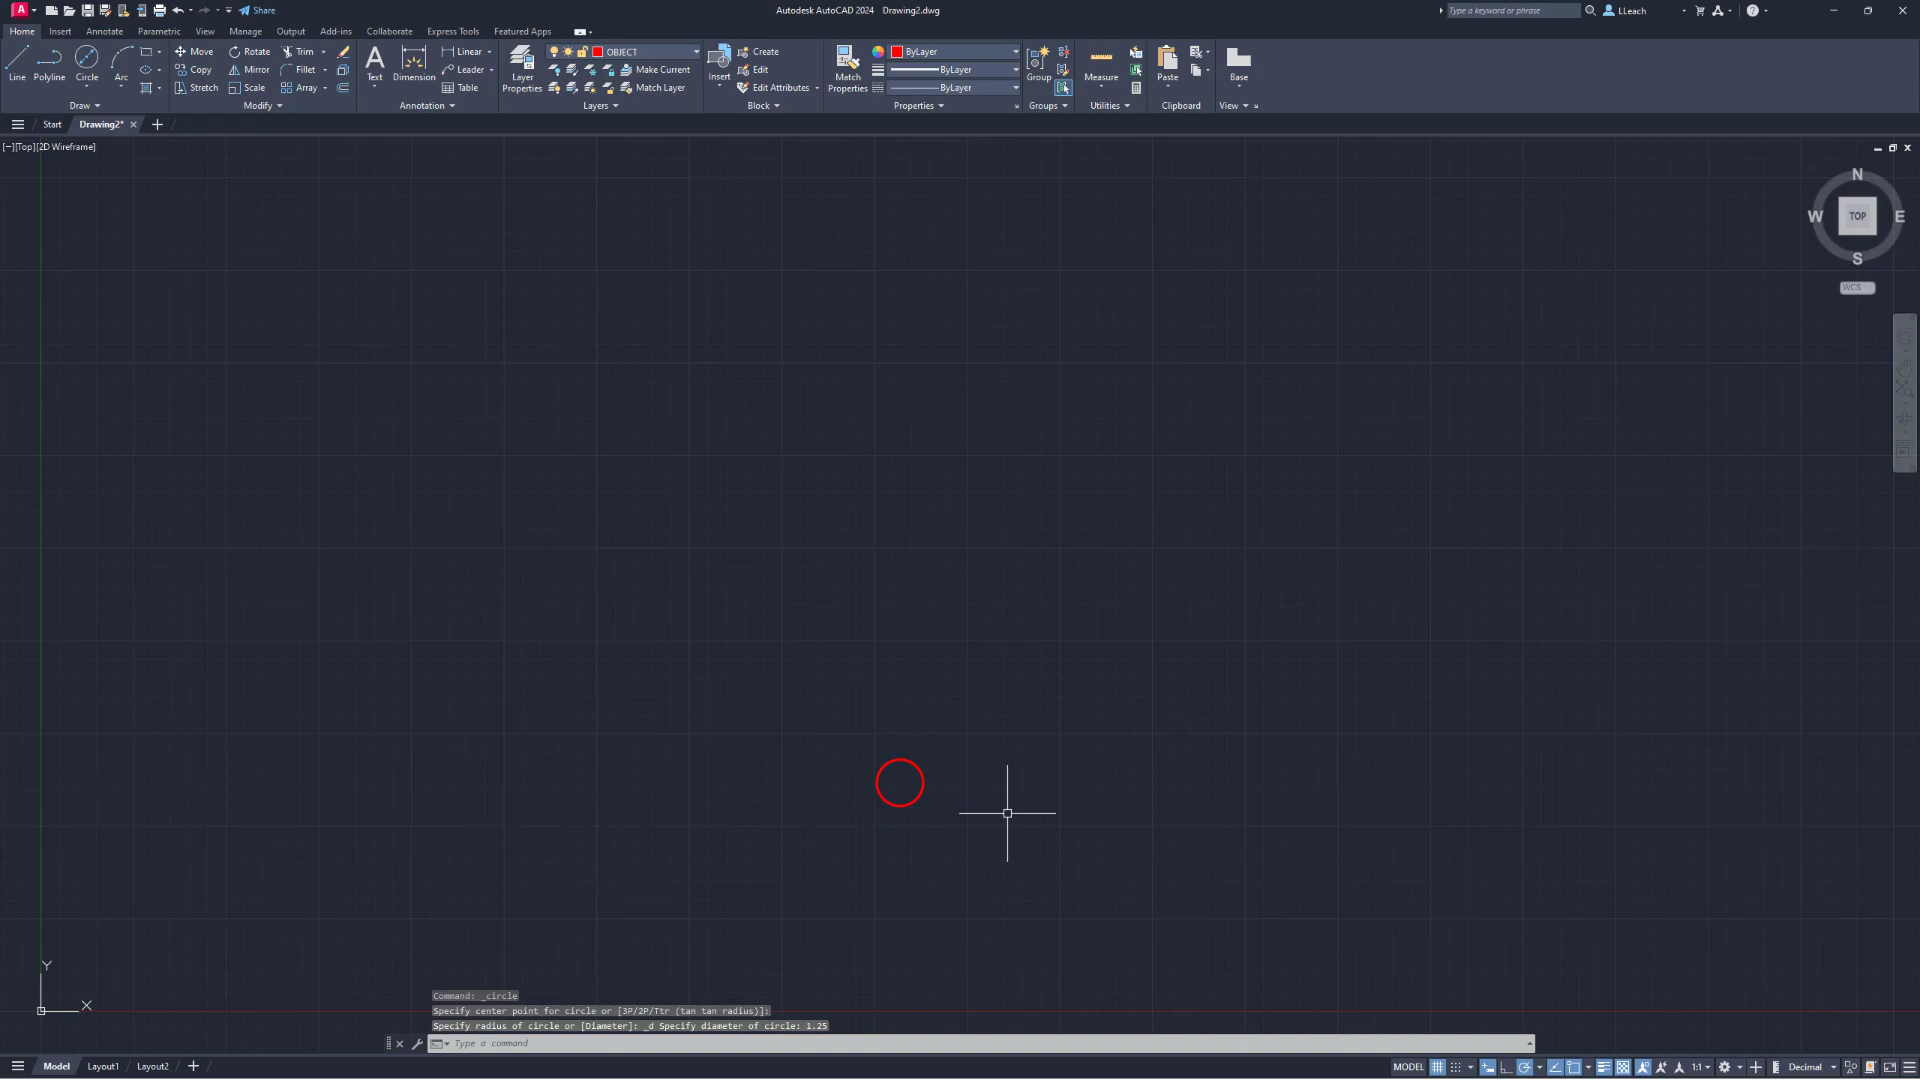 A Share Autodesk AutoCAD 2024 Drawing2.dwg Type a keyword or phrase LLeach
Home Insert Annotate Parametric View Manage Output Add-ins Collaborate Express Tools Featured Apps
Move Rotate Trim Linear OBJECT Create ByLayer
Copy Mirror Fillet Leader Make Current Edit ByLayer
Stretch Scale Array Table Match Layer Edit Attributes ByLayer
Line Polyline Circle Arc Text Dimension Layer Properties Insert Match Properties Group Measure Paste Base
Draw Modify Annotation Layers Block Properties Groups Utilities Clipboard View
Start Drawing2*
[−][Top][2D Wireframe]
N
W TOP E
S
WCS
Y
X
Command: _circle
Specify center point for circle or [3P/2P/Ttr (tan tan radius)]:
Specify radius of circle or [Diameter]: _d Specify diameter of circle: 1.25
Type a command
Model Layout1 Layout2 MODEL 1:1 Decimal